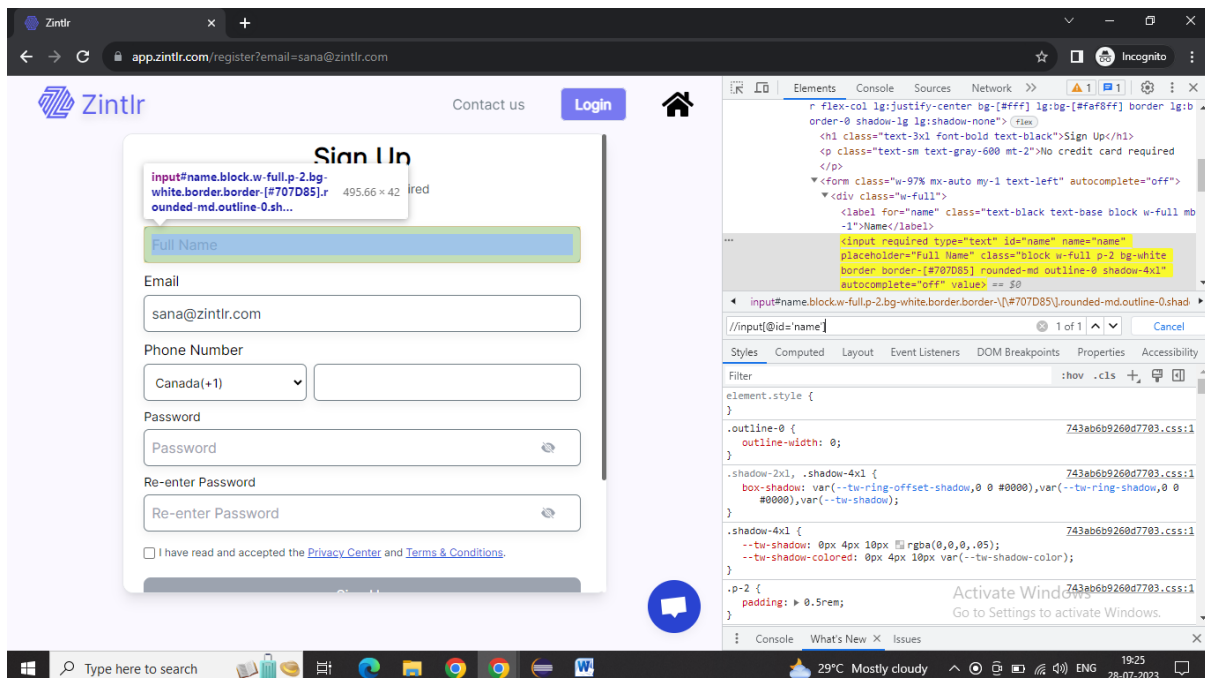 Zintlr
app.zintlr.com/register?email=sana@zintlr.com
Incognito
Zintlr
Contact us
Login
Sign Up
input#name.block.w-full.p-2.bg-
white.border.border-[#707D85].r
ounded-md.outline-0.sh...
495.66 × 42
ired
Full Name
Email
sana@zintlr.com
Phone Number
Canada(+1)
Password
Password
Re-enter Password
Re-enter Password
I have read and accepted the Privacy Center and Terms & Conditions.
Elements Console Sources Network 1 1
r flex-col lg:justify-center bg-[#fff] lg:bg-[#faf8ff] border lg:b
order-0 shadow-lg lg:shadow-none"> flex
<h1 class="text-3xl font-bold text-black">Sign Up</h1>
<p class="text-sm text-gray-600 mt-2">No credit card required
</p>
<form class="w-97% mx-auto my-1 text-left" autocomplete="off">
<div class="w-full">
<label for="name" class="text-black text-base block w-full mb
-1">Name</label>
<input required type="text" id="name" name="name"
placeholder="Full Name" class="block w-full p-2 bg-white
border border-[#707D85] rounded-md outline-0 shadow-4xl"
autocomplete="off" value> == $0
input#name.block.w-full.p-2.bg-white.border.border-\[\#707D85\].rounded-md.outline-0.shad
//input[@id='name']
1 of 1
Cancel
Styles Computed Layout Event Listeners DOM Breakpoints Properties Accessibility
Filter
:hov .cls
element.style {
}
.outline-0 { 743ab6b9260d7703.css:1
outline-width: 0;
}
.shadow-2xl, .shadow-4xl { 743ab6b9260d7703.css:1
box-shadow: var(--tw-ring-offset-shadow,0 0 #0000),var(--tw-ring-shadow,0 0
#0000),var(--tw-shadow);
}
.shadow-4xl { 743ab6b9260d7703.css:1
--tw-shadow: 0px 4px 10px rgba(0,0,0,.05);
--tw-shadow-colored: 0px 4px 10px var(--tw-shadow-color);
}
.p-2 { 743ab6b9260d7703.css:1
padding: 0.5rem;
}
Activate Windows
Go to Settings to activate Windows.
Console What's New Issues
Type here to search
29°C Mostly cloudy
ENG
19:25
28-07-2023